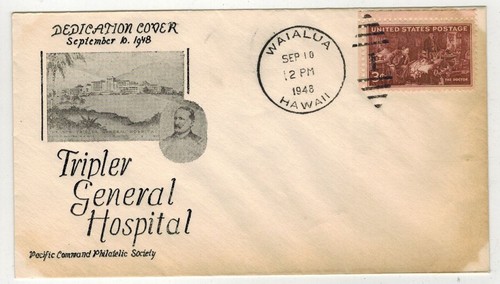 DEDICATION COVER
September 10. 1948
Tripler
General
Hospital
Pacific Command Philatelic Society
WAIALUA
SEP 10
12 PM
1948
HAWAII
UNITED STATES POSTAGE
3¢
THE DOCTOR